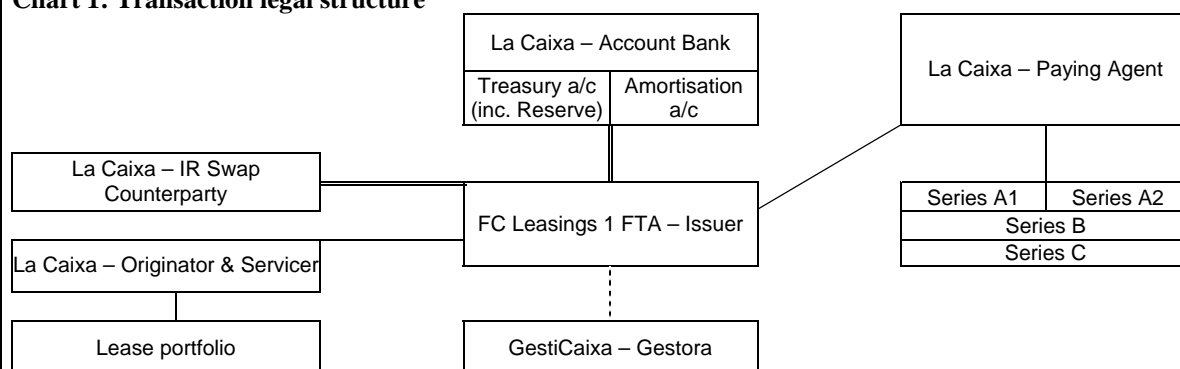 Chart 1: Transaction legal structure
La Caixa – Account Bank
Treasury a/c
(inc. Reserve)
Amortisation
a/c
La Caixa – Paying Agent
La Caixa – IR Swap
Counterparty
Series A1
Series A2
Series B
Series C
FC Leasings 1 FTA – Issuer
La Caixa – Originator & Servicer
Lease portfolio
GestiCaixa – Gestora